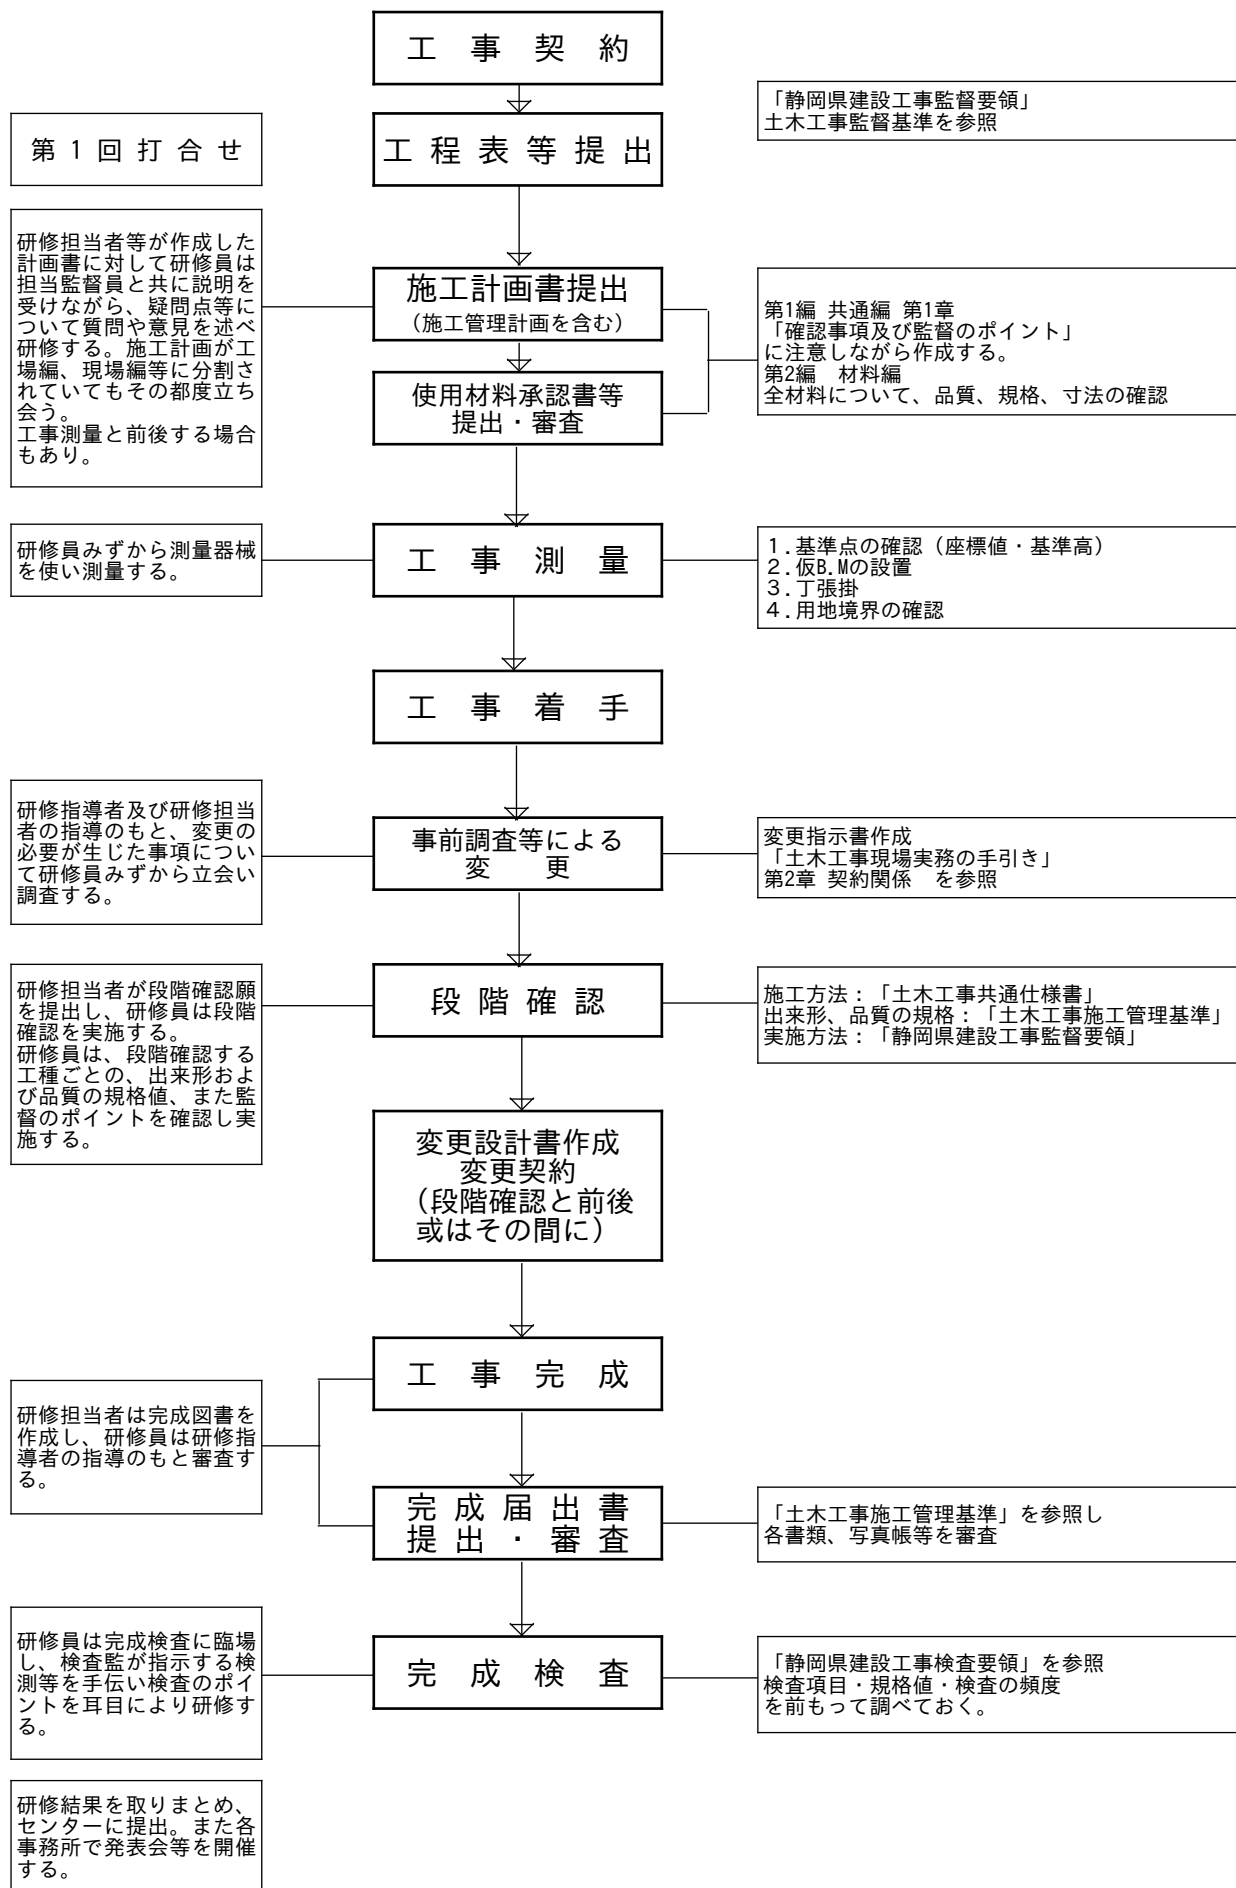 工 事 契 約
「静岡県建設工事監督要領」
土木工事監督基準を参照
第 1 回 打 合 せ
工 程 表 等 提 出
研修担当者等が作成した
計画書に対して研修員は
担当監督員と共に説明を
受けながら、疑問点等に
ついて質問や意見を述べ
研修する。施工計画が工
場編、現場編等に分割さ
れていてもその都度立ち
会う。
工事測量と前後する場合
もあり。
施工計画書提出
（施工管理計画を含む）
使用材料承認書等
提出・審査
第1編 共通編 第1章
「確認事項及び監督のポイント」
に注意しながら作成する。
第2編 材料編
全材料について、品質、規格、寸法の確認
研修員みずから測量器械
を使い測量する。
工 事 測 量
１.基準点の確認（座標値・基準高）
２.仮B.Mの設置
３.丁張掛
４.用地境界の確認
工 事 着 手
研修指導者及び研修担当
者の指導のもと、変更の
必要が生じた事項につい
て研修員みずから立会い
調査する。
事前調査等による
変 更
変更指示書作成
「土木工事現場実務の手引き」
第2章 契約関係 を参照
研修担当者が段階確認願
を提出し、研修員は段階
確認を実施する。
研修員は、段階確認する
工種ごとの、出来形およ
び品質の規格値、また監
督のポイントを確認し実
施する。
段 階 確 認
施工方法：「土木工事共通仕様書」
出来形、品質の規格：「土木工事施工管理基準」
実施方法：「静岡県建設工事監督要領」
変更設計書作成
変更契約
（段階確認と前後
或はその間に）
工 事 完 成
研修担当者は完成図書を
作成し、研修員は研修指
導者の指導のもと審査す
る。
完 成 届 出 書
提 出 ・ 審 査
「土木工事施工管理基準」を参照し
各書類、写真帳等を審査
研修員は完成検査に臨場
し、検査監が指示する検
測等を手伝い検査のポイ
ントを耳目により研修す
る。
完 成 検 査
「静岡県建設工事検査要領」を参照
検査項目・規格値・検査の頻度
を前もって調べておく。
研修結果を取りまとめ、
センターに提出。また各
事務所で発表会等を開催
する。